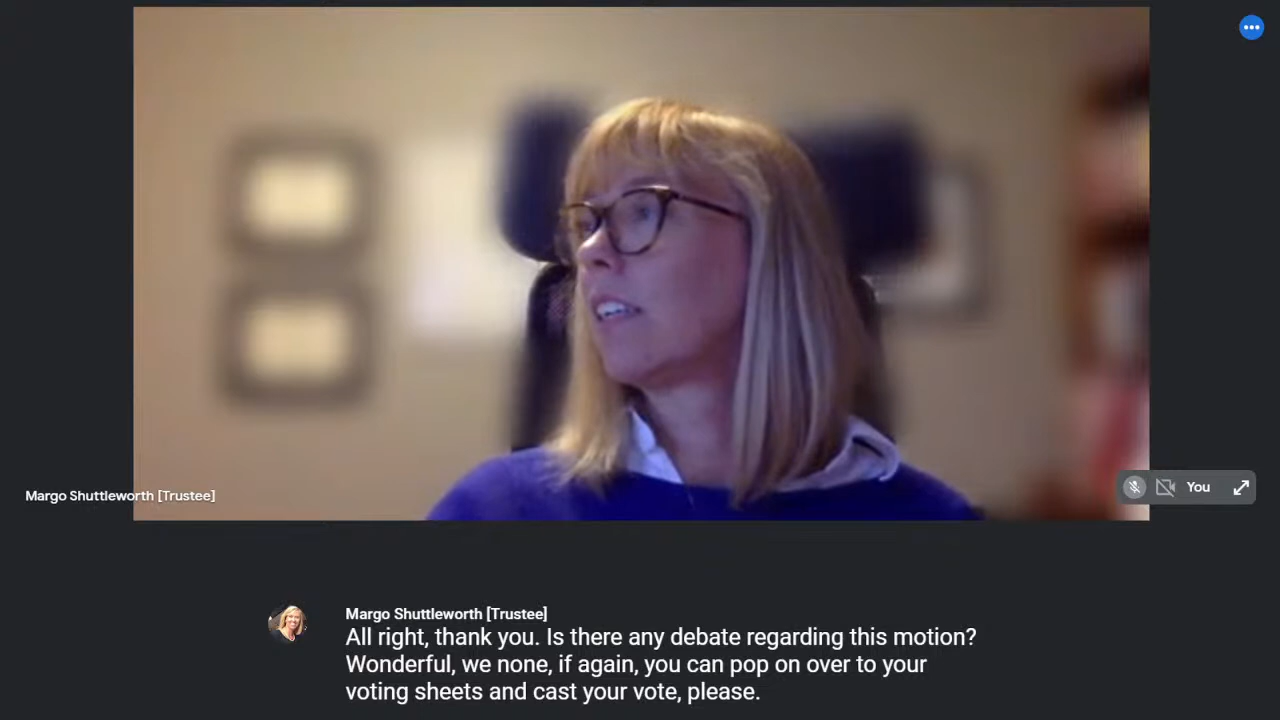 Margo Shuttleworth [Trustee]
You
Margo Shuttleworth [Trustee]
All right, thank you. Is there any debate regarding this motion?
Wonderful, we none, if again, you can pop on over to your
voting sheets and cast your vote, please.